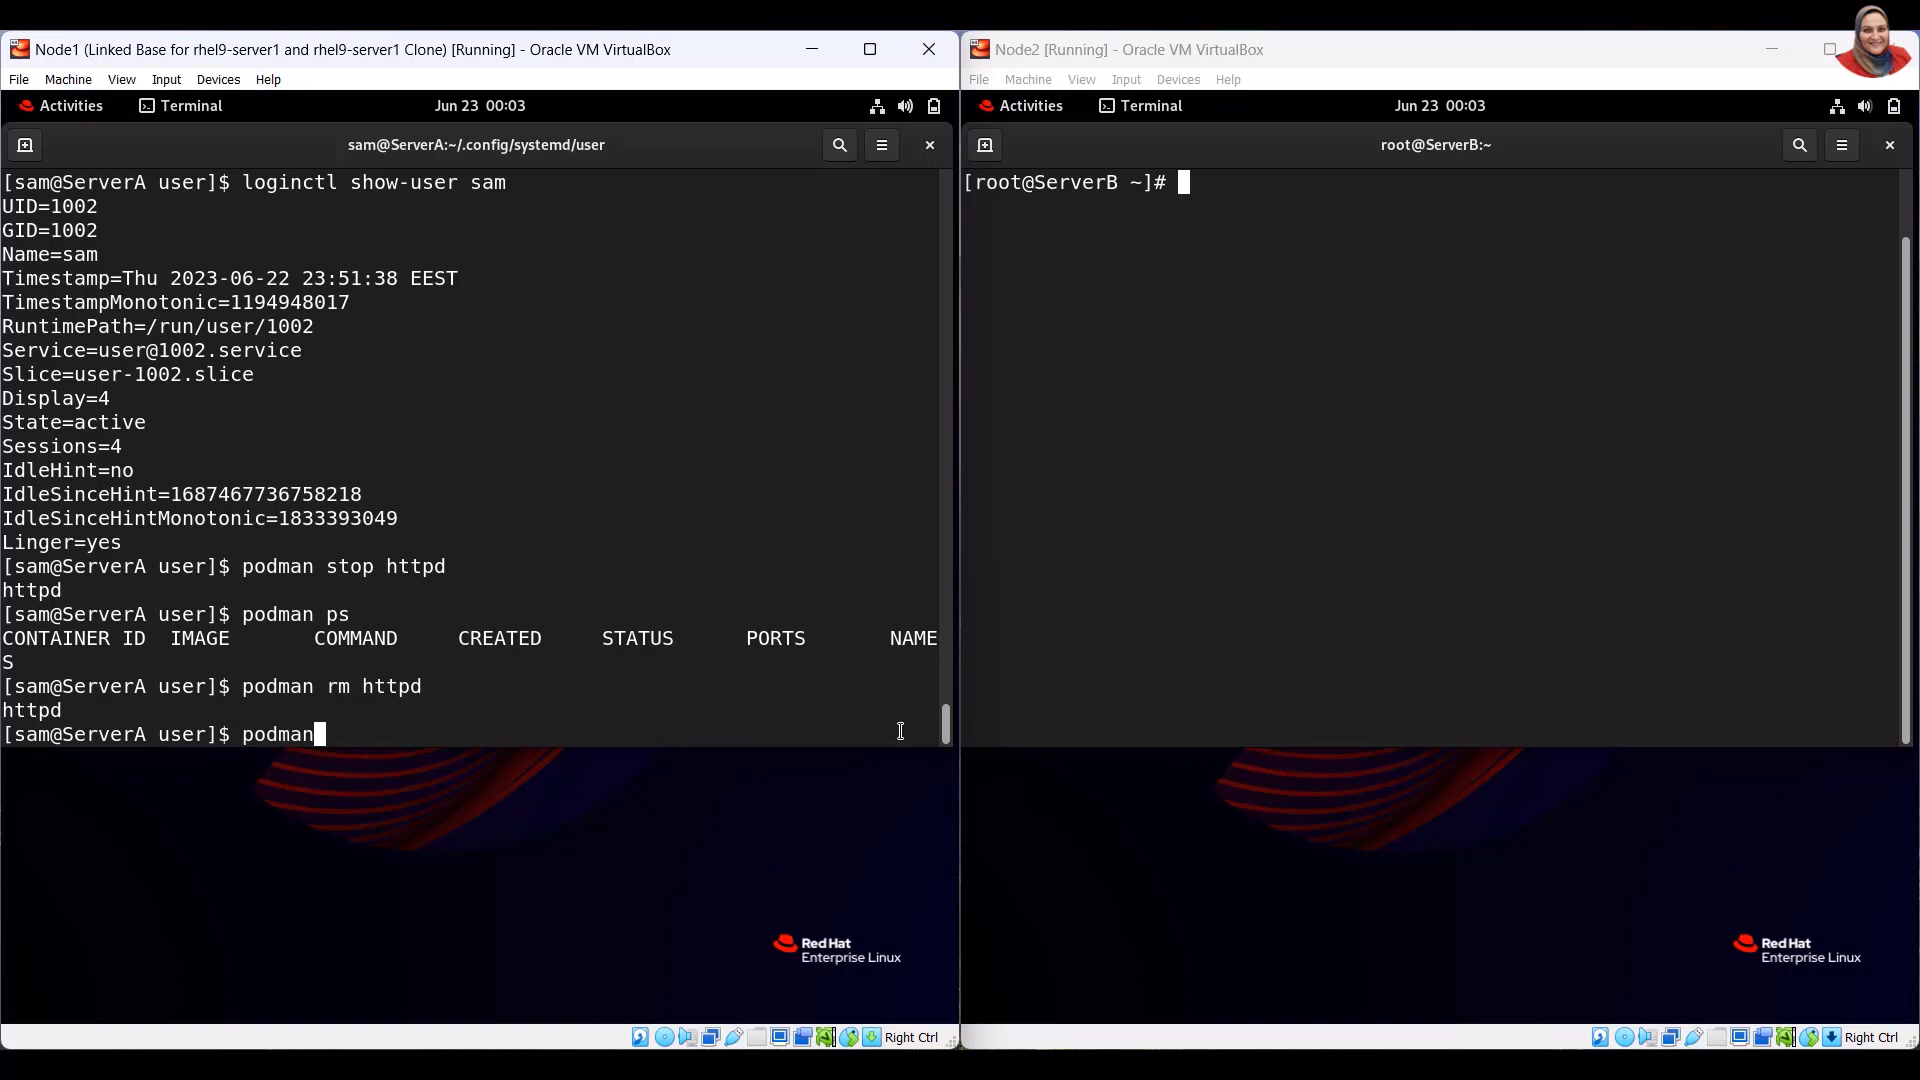 Node1 (Linked Base for rhel9-server1 and rhel9-server1 Clone) [Running] - Oracle VM VirtualBox
File Machine View Input Devices Help
Activities Terminal Jun 23 00:03
sam@ServerA:~/.config/systemd/user
[sam@ServerA user]$ loginctl show-user sam
UID=1002
GID=1002
Name=sam
Timestamp=Thu 2023-06-22 23:51:38 EEST
TimestampMonotonic=1194948017
RuntimePath=/run/user/1002
Service=user@1002.service
Slice=user-1002.slice
Display=4
State=active
Sessions=4
IdleHint=no
IdleSinceHint=1687467736758218
IdleSinceHintMonotonic=1833393049
Linger=yes
[sam@ServerA user]$ podman stop httpd
httpd
[sam@ServerA user]$ podman ps
CONTAINER ID IMAGE COMMAND CREATED STATUS PORTS NAME
S
[sam@ServerA user]$ podman rm httpd
httpd
[sam@ServerA user]$ podman
Red Hat
Enterprise Linux
Right Ctrl
Node2 [Running] - Oracle VM VirtualBox
File Machine View Input Devices Help
Activities Terminal Jun 23 00:03
root@ServerB:~
[root@ServerB ~]#
Red Hat
Enterprise Linux
Right Ctrl